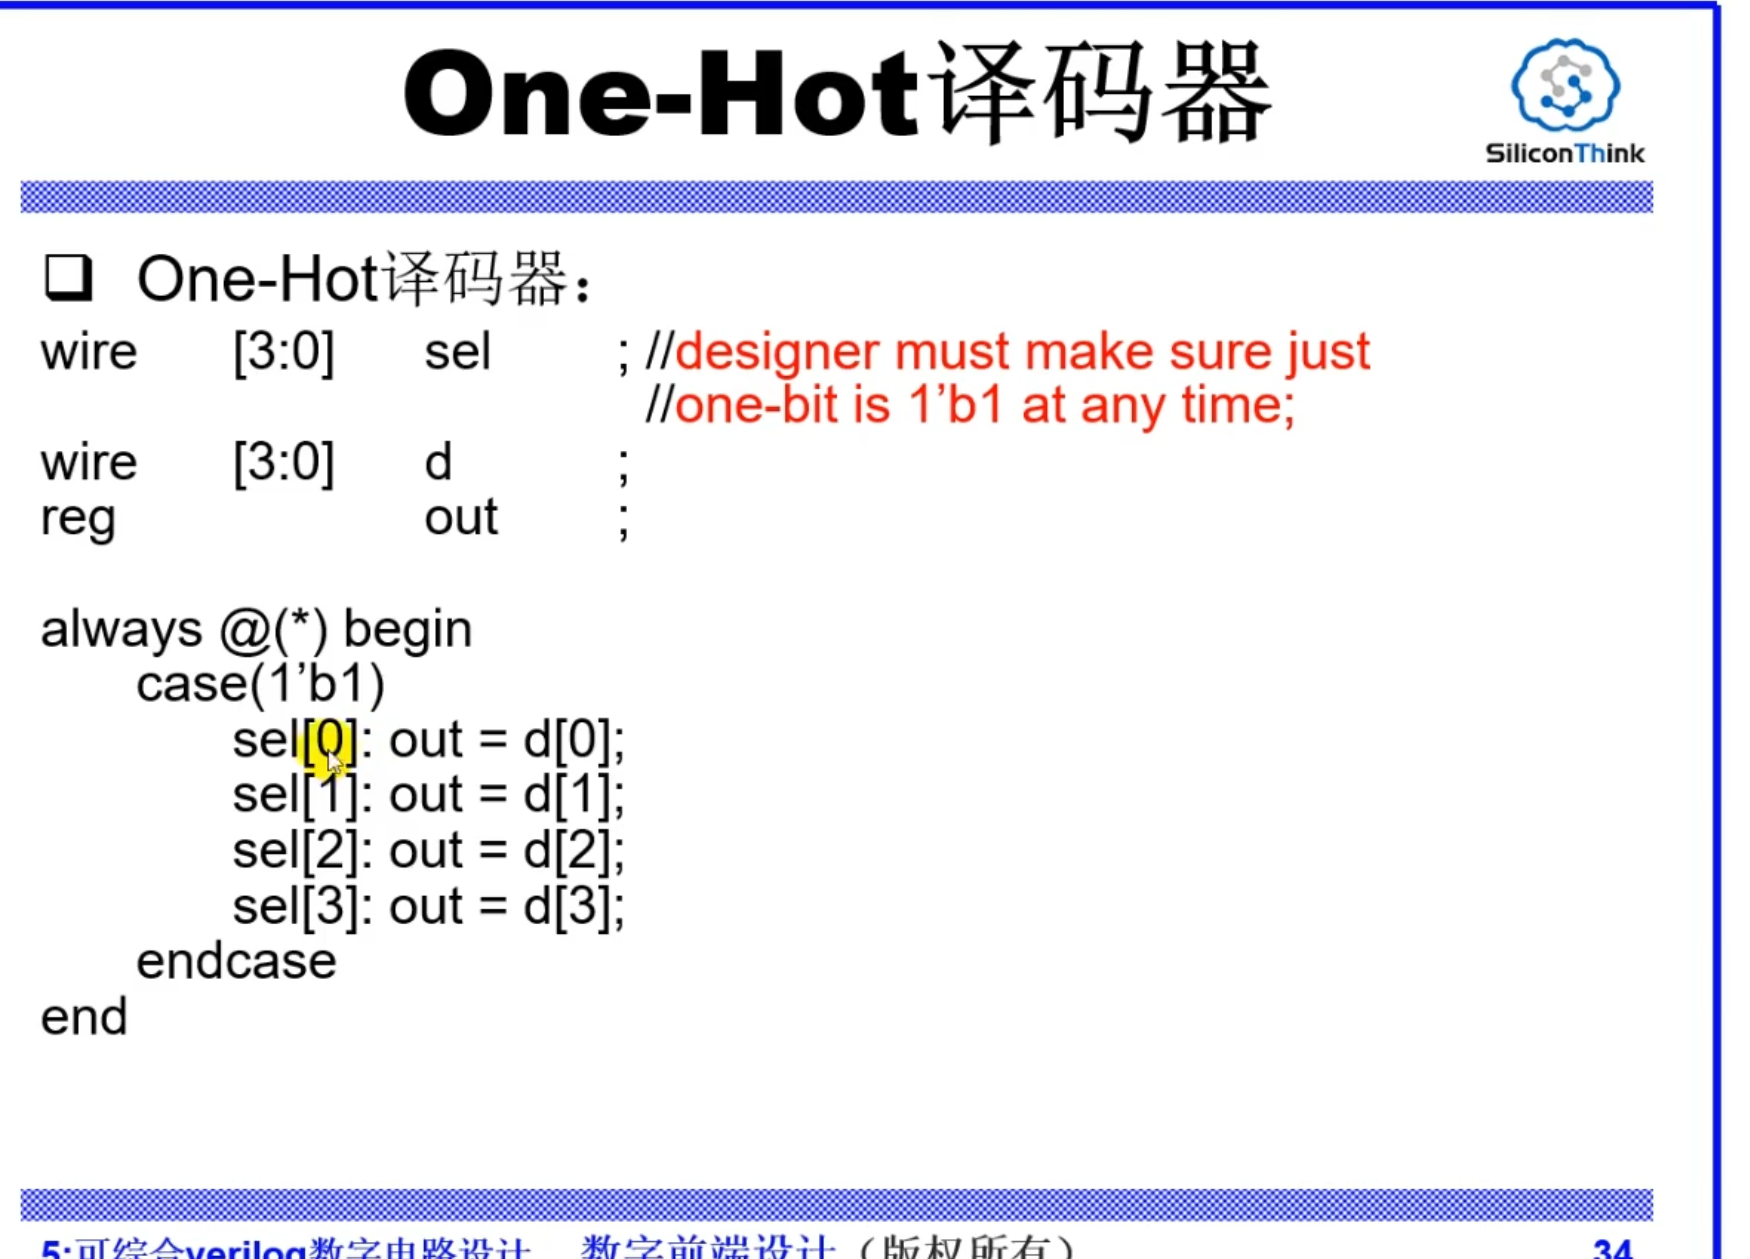 One-Hot译码器
SiliconThink
❑ One-Hot译码器：
wire [3:0] sel ; //designer must make sure just
//one-bit is 1’b1 at any time;
wire [3:0] d ;
reg out ;
always @(*) begin
case(1’b1)
sel[0]: out = d[0];
sel[1]: out = d[1];
sel[2]: out = d[2];
sel[3]: out = d[3];
endcase
end
5:可综合verilog数字电路设计 数字前端设计（版权所有） 34